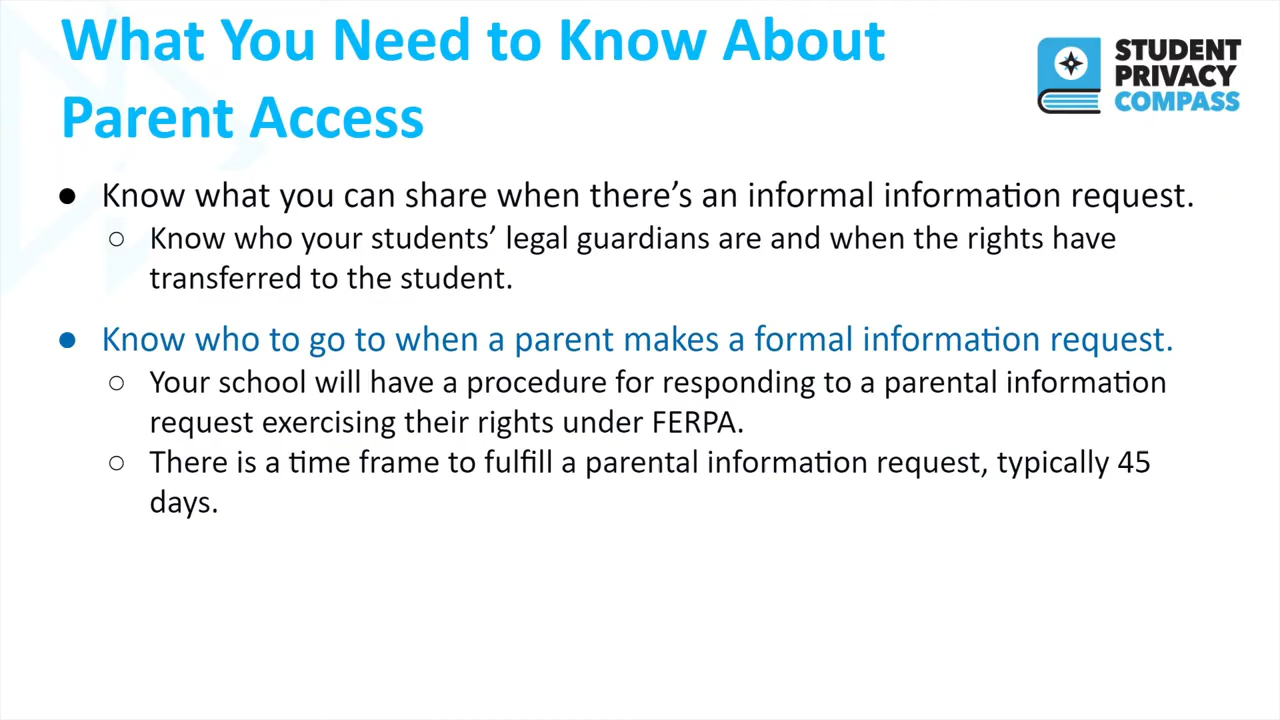 What You Need to Know About
Parent Access
STUDENT
PRIVACY
COMPASS
● Know what you can share when there’s an informal information request.
○ Know who your students’ legal guardians are and when the rights have
transferred to the student.
● Know who to go to when a parent makes a formal information request.
○ Your school will have a procedure for responding to a parental information
request exercising their rights under FERPA.
○ There is a time frame to fulfill a parental information request, typically 45
days.